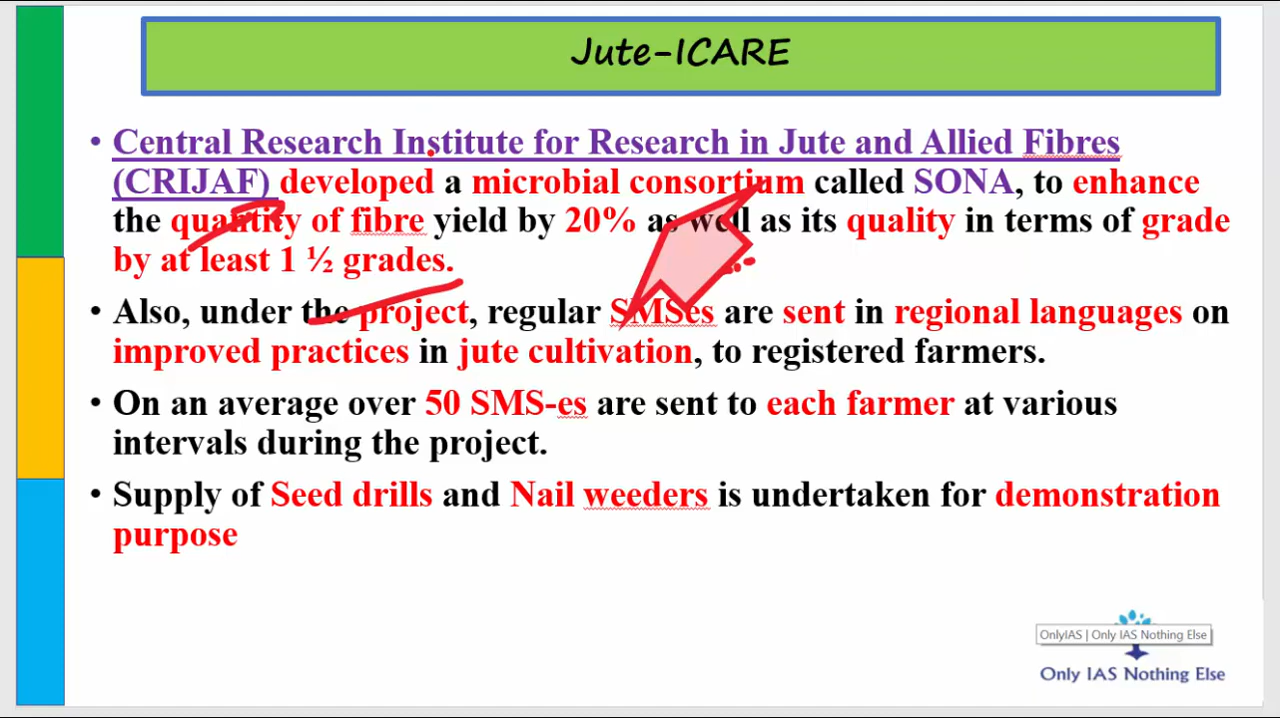 Jute-ICARE
• Central Research Institute for Research in Jute and Allied Fibres
(CRIJAF) developed a microbial consortium called SONA, to enhance
the quantity of fibre yield by 20% as well as its quality in terms of grade
by at least 1 ½ grades.
• Also, under the project, regular SMSes are sent in regional languages on
improved practices in jute cultivation, to registered farmers.
• On an average over 50 SMS-es are sent to each farmer at various
intervals during the project.
• Supply of Seed drills and Nail weeders is undertaken for demonstration
purpose
OnlyIAS | Only IAS Nothing Else
Only IAS Nothing Else